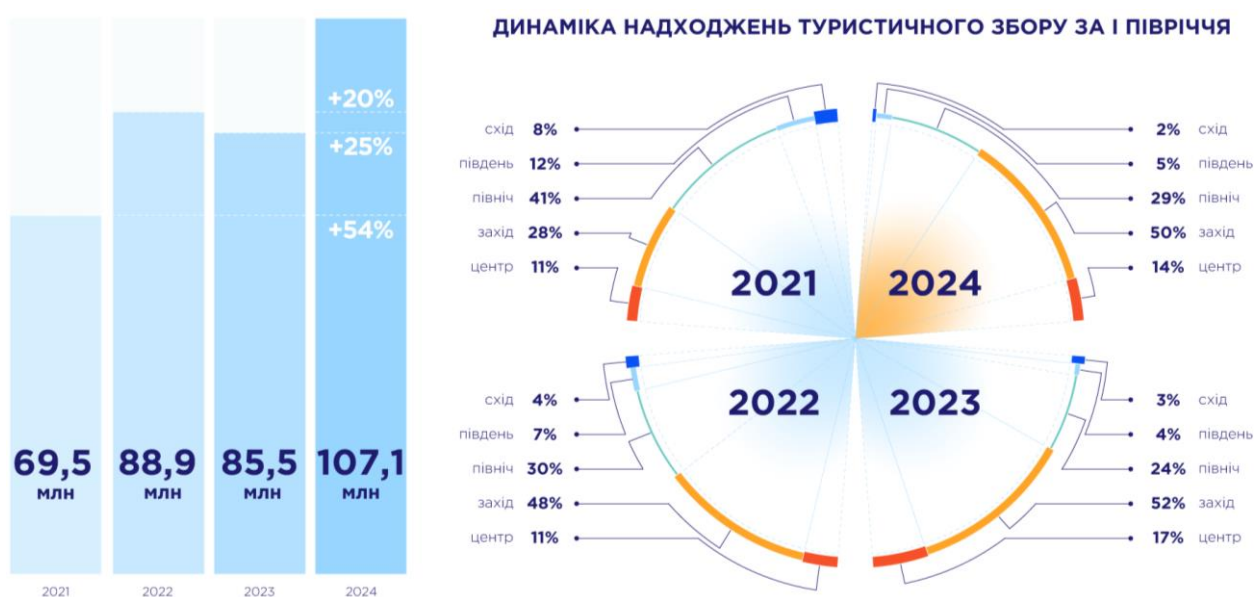 ДИНАМІКА НАДХОДЖЕНЬ ТУРИСТИЧНОГО ЗБОРУ ЗА І ПІВРІЧЧЯ
+20%
+25%
+54%
69,5 млн
88,9 млн
85,5 млн
107,1 млн
2021
2022
2023
2024
2021
схід 8%
південь 12%
північ 41%
захід 28%
центр 11%
2024
2% схід
5% південь
29% північ
50% захід
14% центр
2022
схід 4%
південь 7%
північ 30%
захід 48%
центр 11%
2023
3% схід
4% південь
24% північ
52% захід
17% центр